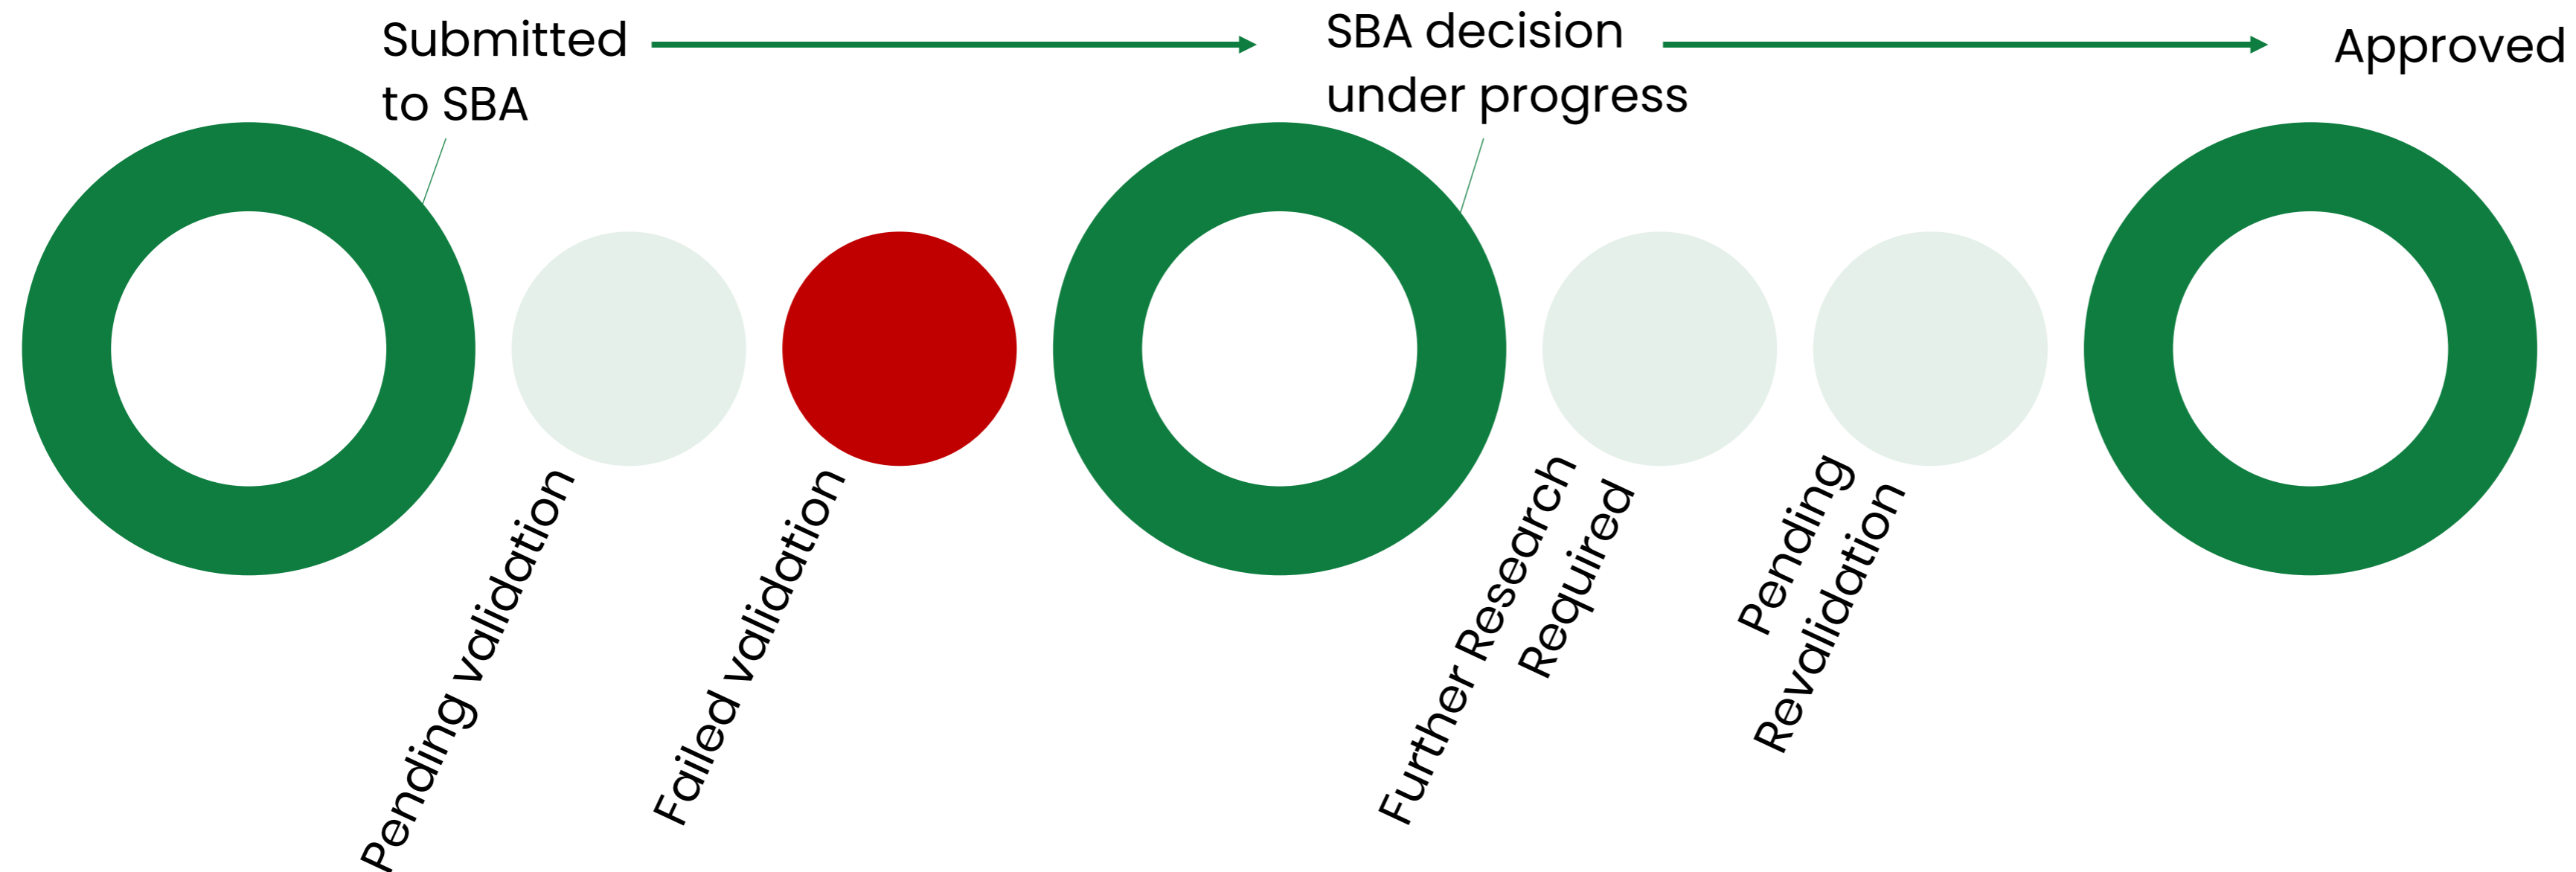 Submitted
to SBA
SBA decision
under progress
Approved
Pending validation
Failed validation
Further Research
Required
Pending
Revalidation